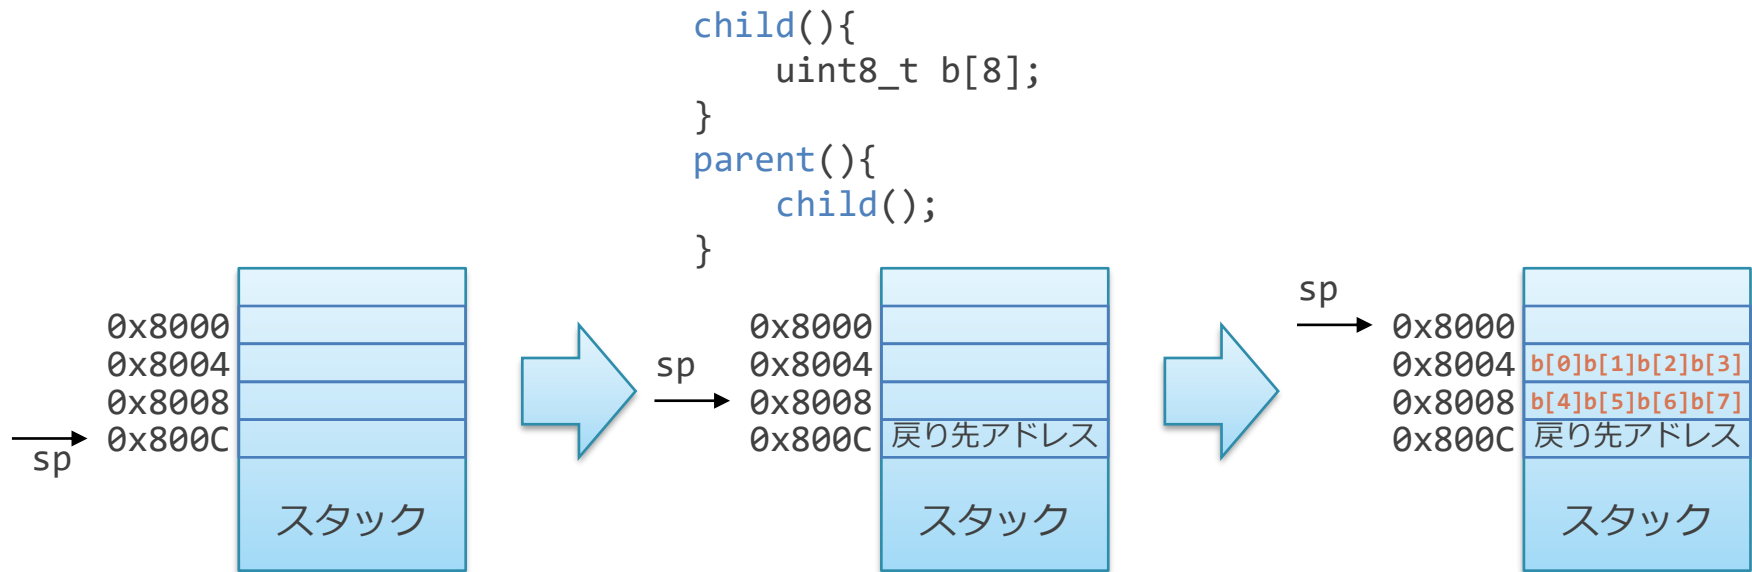 child(){
    uint8_t b[8];
}
parent(){
    child();
}
0x8000
0x8004
0x8008
0x800C
sp
スタック
0x8000
0x8004
0x8008
0x800C
sp
戻り先アドレス
スタック
sp
0x8000
0x8004
0x8008
0x800C
b[0]b[1]b[2]b[3]
b[4]b[5]b[6]b[7]
戻り先アドレス
スタック